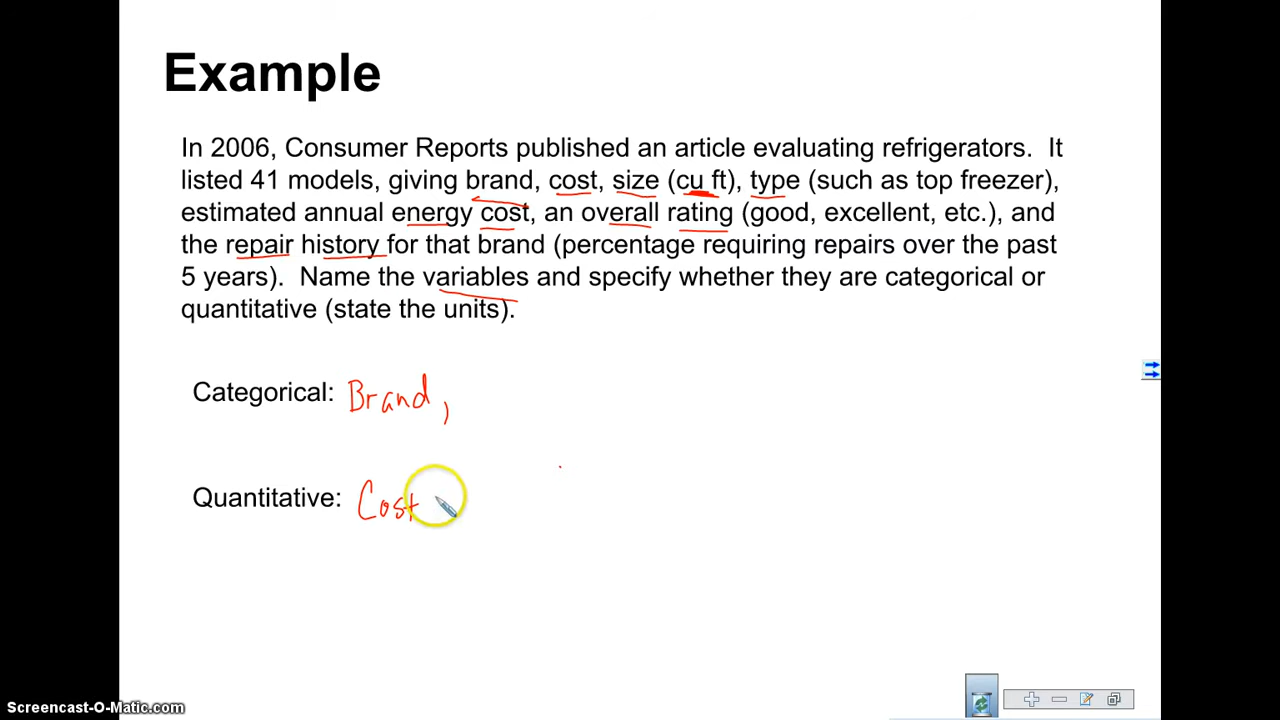 Example
In 2006, Consumer Reports published an article evaluating refrigerators. It
listed 41 models, giving brand, cost, size (cu ft), type (such as top freezer),
estimated annual energy cost, an overall rating (good, excellent, etc.), and
the repair history for that brand (percentage requiring repairs over the past
5 years). Name the variables and specify whether they are categorical or
quantitative (state the units).
Categorical: Brand,
Quantitative: Cost
Screencast-O-Matic.com